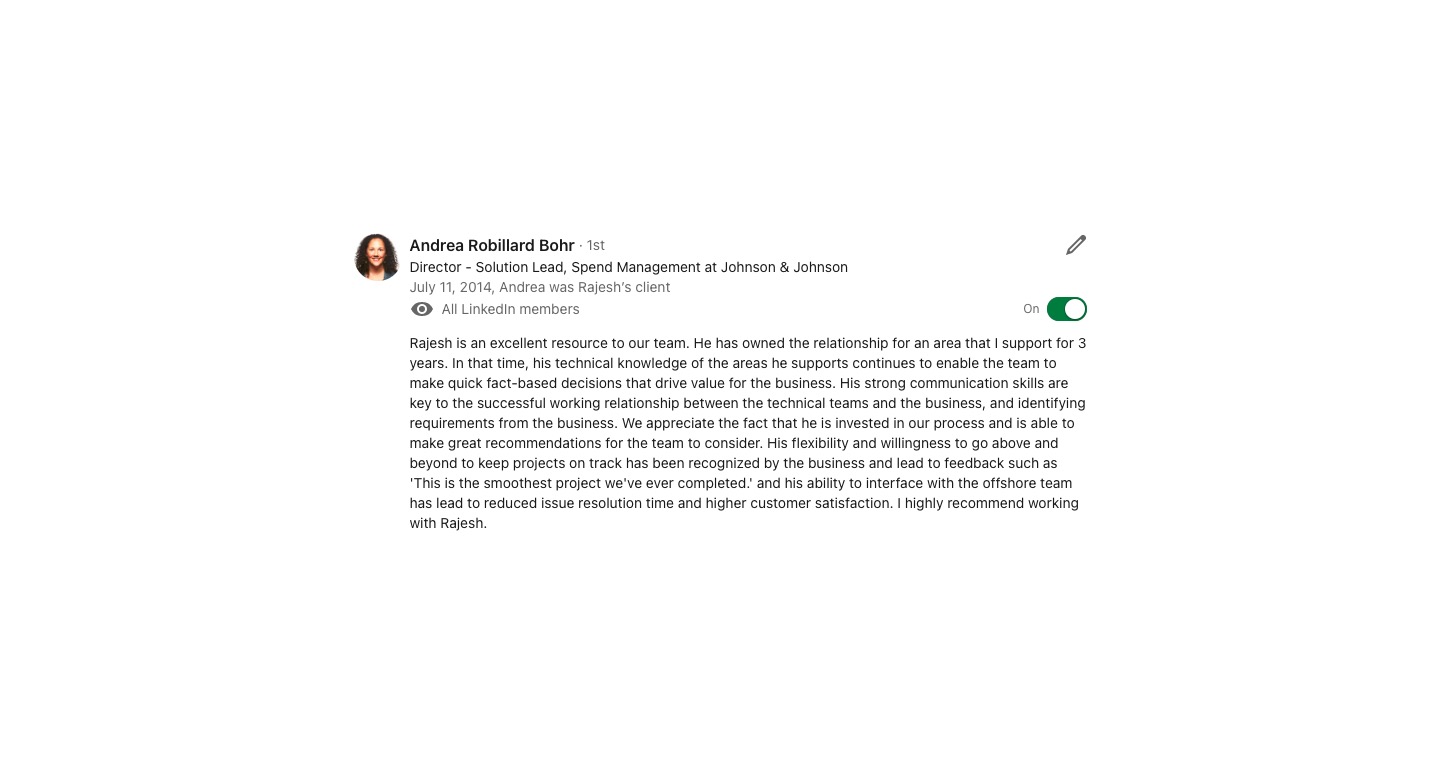 Andrea Robillard Bohr · 1st
Director - Solution Lead, Spend Management at Johnson & Johnson
July 11, 2014, Andrea was Rajesh's client
All LinkedIn members
On
Rajesh is an excellent resource to our team. He has owned the relationship for an area that I support for 3
years. In that time, his technical knowledge of the areas he supports continues to enable the team to
make quick fact-based decisions that drive value for the business. His strong communication skills are
key to the successful working relationship between the technical teams and the business, and identifying
requirements from the business. We appreciate the fact that he is invested in our process and is able to
make great recommendations for the team to consider. His flexibility and willingness to go above and
beyond to keep projects on track has been recognized by the business and lead to feedback such as
'This is the smoothest project we've ever completed.' and his ability to interface with the offshore team
has lead to reduced issue resolution time and higher customer satisfaction. I highly recommend working
with Rajesh.